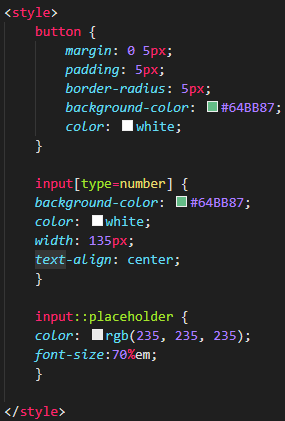 <style>
button {
margin: 0 5px;
padding: 5px;
border-radius: 5px;
background-color: #64BB87;
color: white;
}
input[type=number] {
background-color: #64BB87;
color: white;
width: 135px;
text-align: center;
}
input::placeholder {
color: rgb(235, 235, 235);
font-size:70%em;
}
</style>